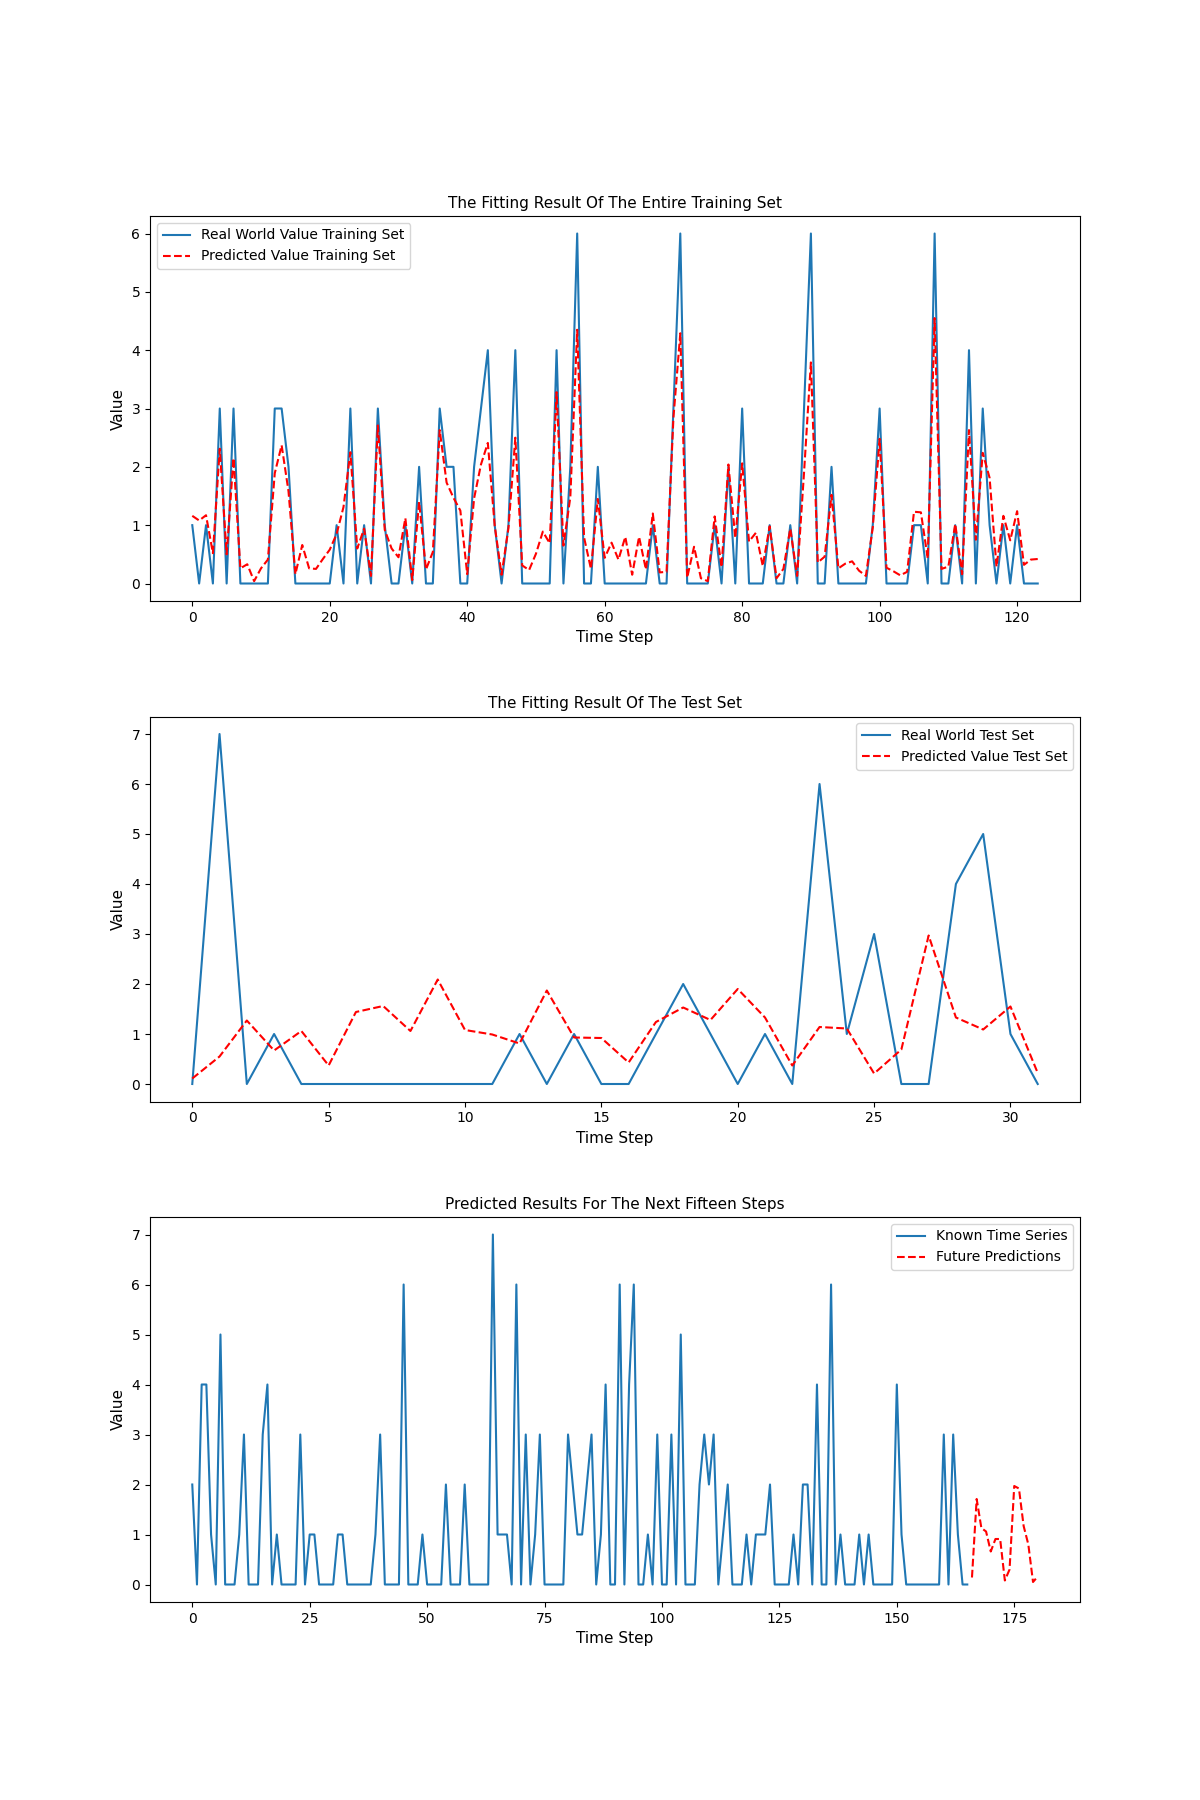 The Fitting Result Of The Entire Training Set
Real World Value Training Set
Predicted Value Training Set
6
5
4
3
2
1
0
Value
0 20 40 60 80 100 120
Time Step
The Fitting Result Of The Test Set
Real World Test Set
Predicted Value Test Set
7
6
5
4
3
2
1
0
Value
0 5 10 15 20 25 30
Time Step
Predicted Results For The Next Fifteen Steps
Known Time Series
Future Predictions
7
6
5
4
3
2
1
0
Value
0 25 50 75 100 125 150 175
Time Step